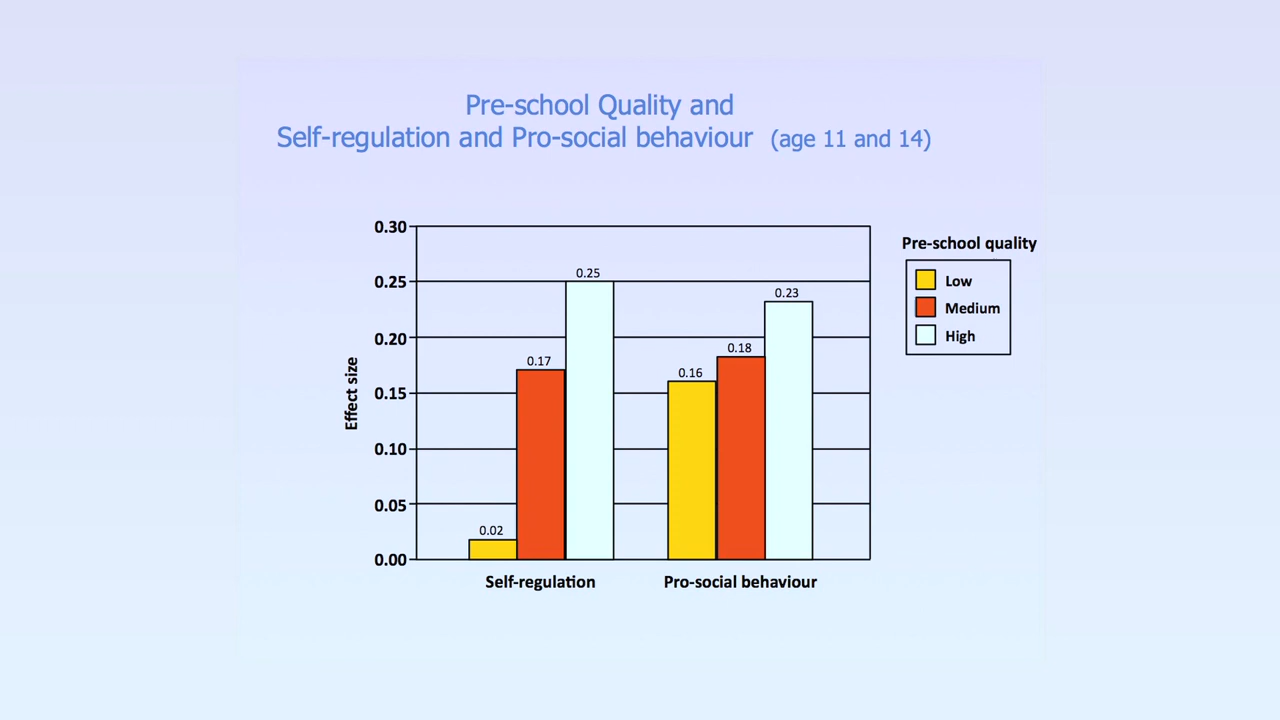 Pre-school Quality and
Self-regulation and Pro-social behaviour (age 11 and 14)
Effect size
0.30
0.25
0.20
0.15
0.10
0.05
0.00
0.02
0.17
0.25
0.16
0.18
0.23
Self-regulation
Pro-social behaviour
Pre-school quality
Low
Medium
High